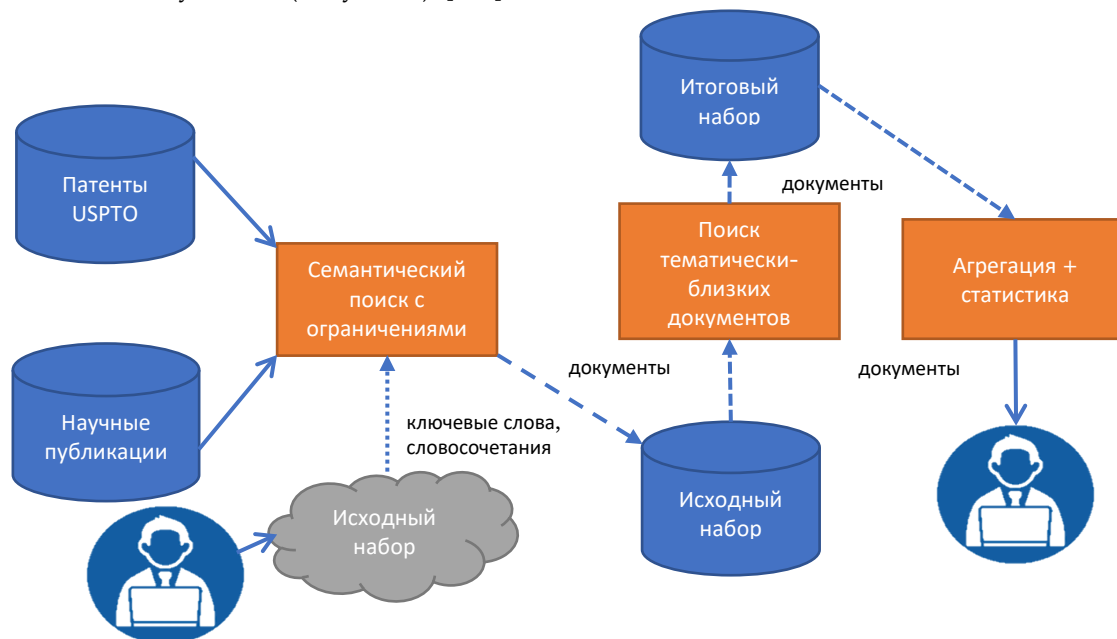 Патенты
USPTO
Научные
публикации
Семантический
поиск с
ограничениями
ключевые слова,
словосочетания
Исходный
набор
документы
Исходный
набор
Поиск
тематически-
близких
документов
документы
Итоговый
набор
Агрегация +
статистика
документы